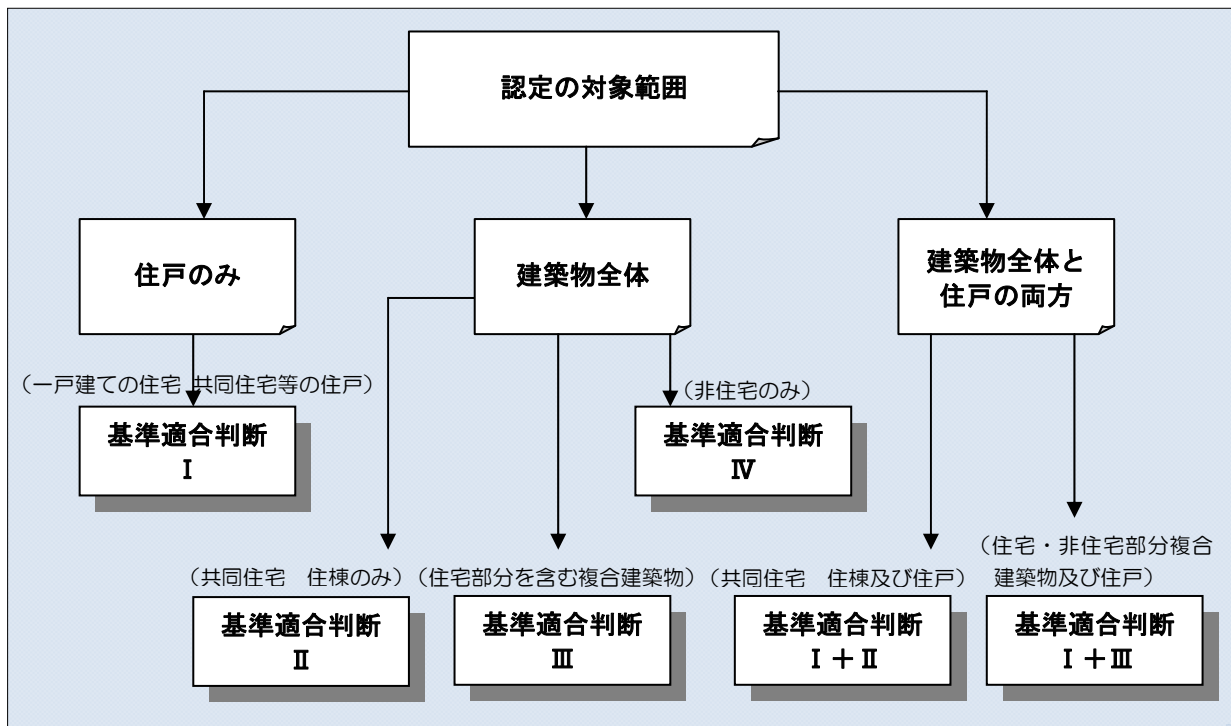 認定の対象範囲
住戸のみ
建築物全体
建築物全体と
住戸の両方
（一戸建ての住宅 共同住宅等の住戸）
（非住宅のみ）
基準適合判断
Ⅰ
基準適合判断
Ⅳ
（共同住宅　住棟のみ）
（住宅部分を含む複合建築物）
（共同住宅　住棟及び住戸）
（住宅・非住宅部分複合
建築物及び住戸）
基準適合判断
Ⅱ
基準適合判断
Ⅲ
基準適合判断
Ⅰ＋Ⅱ
基準適合判断
Ⅰ＋Ⅲ